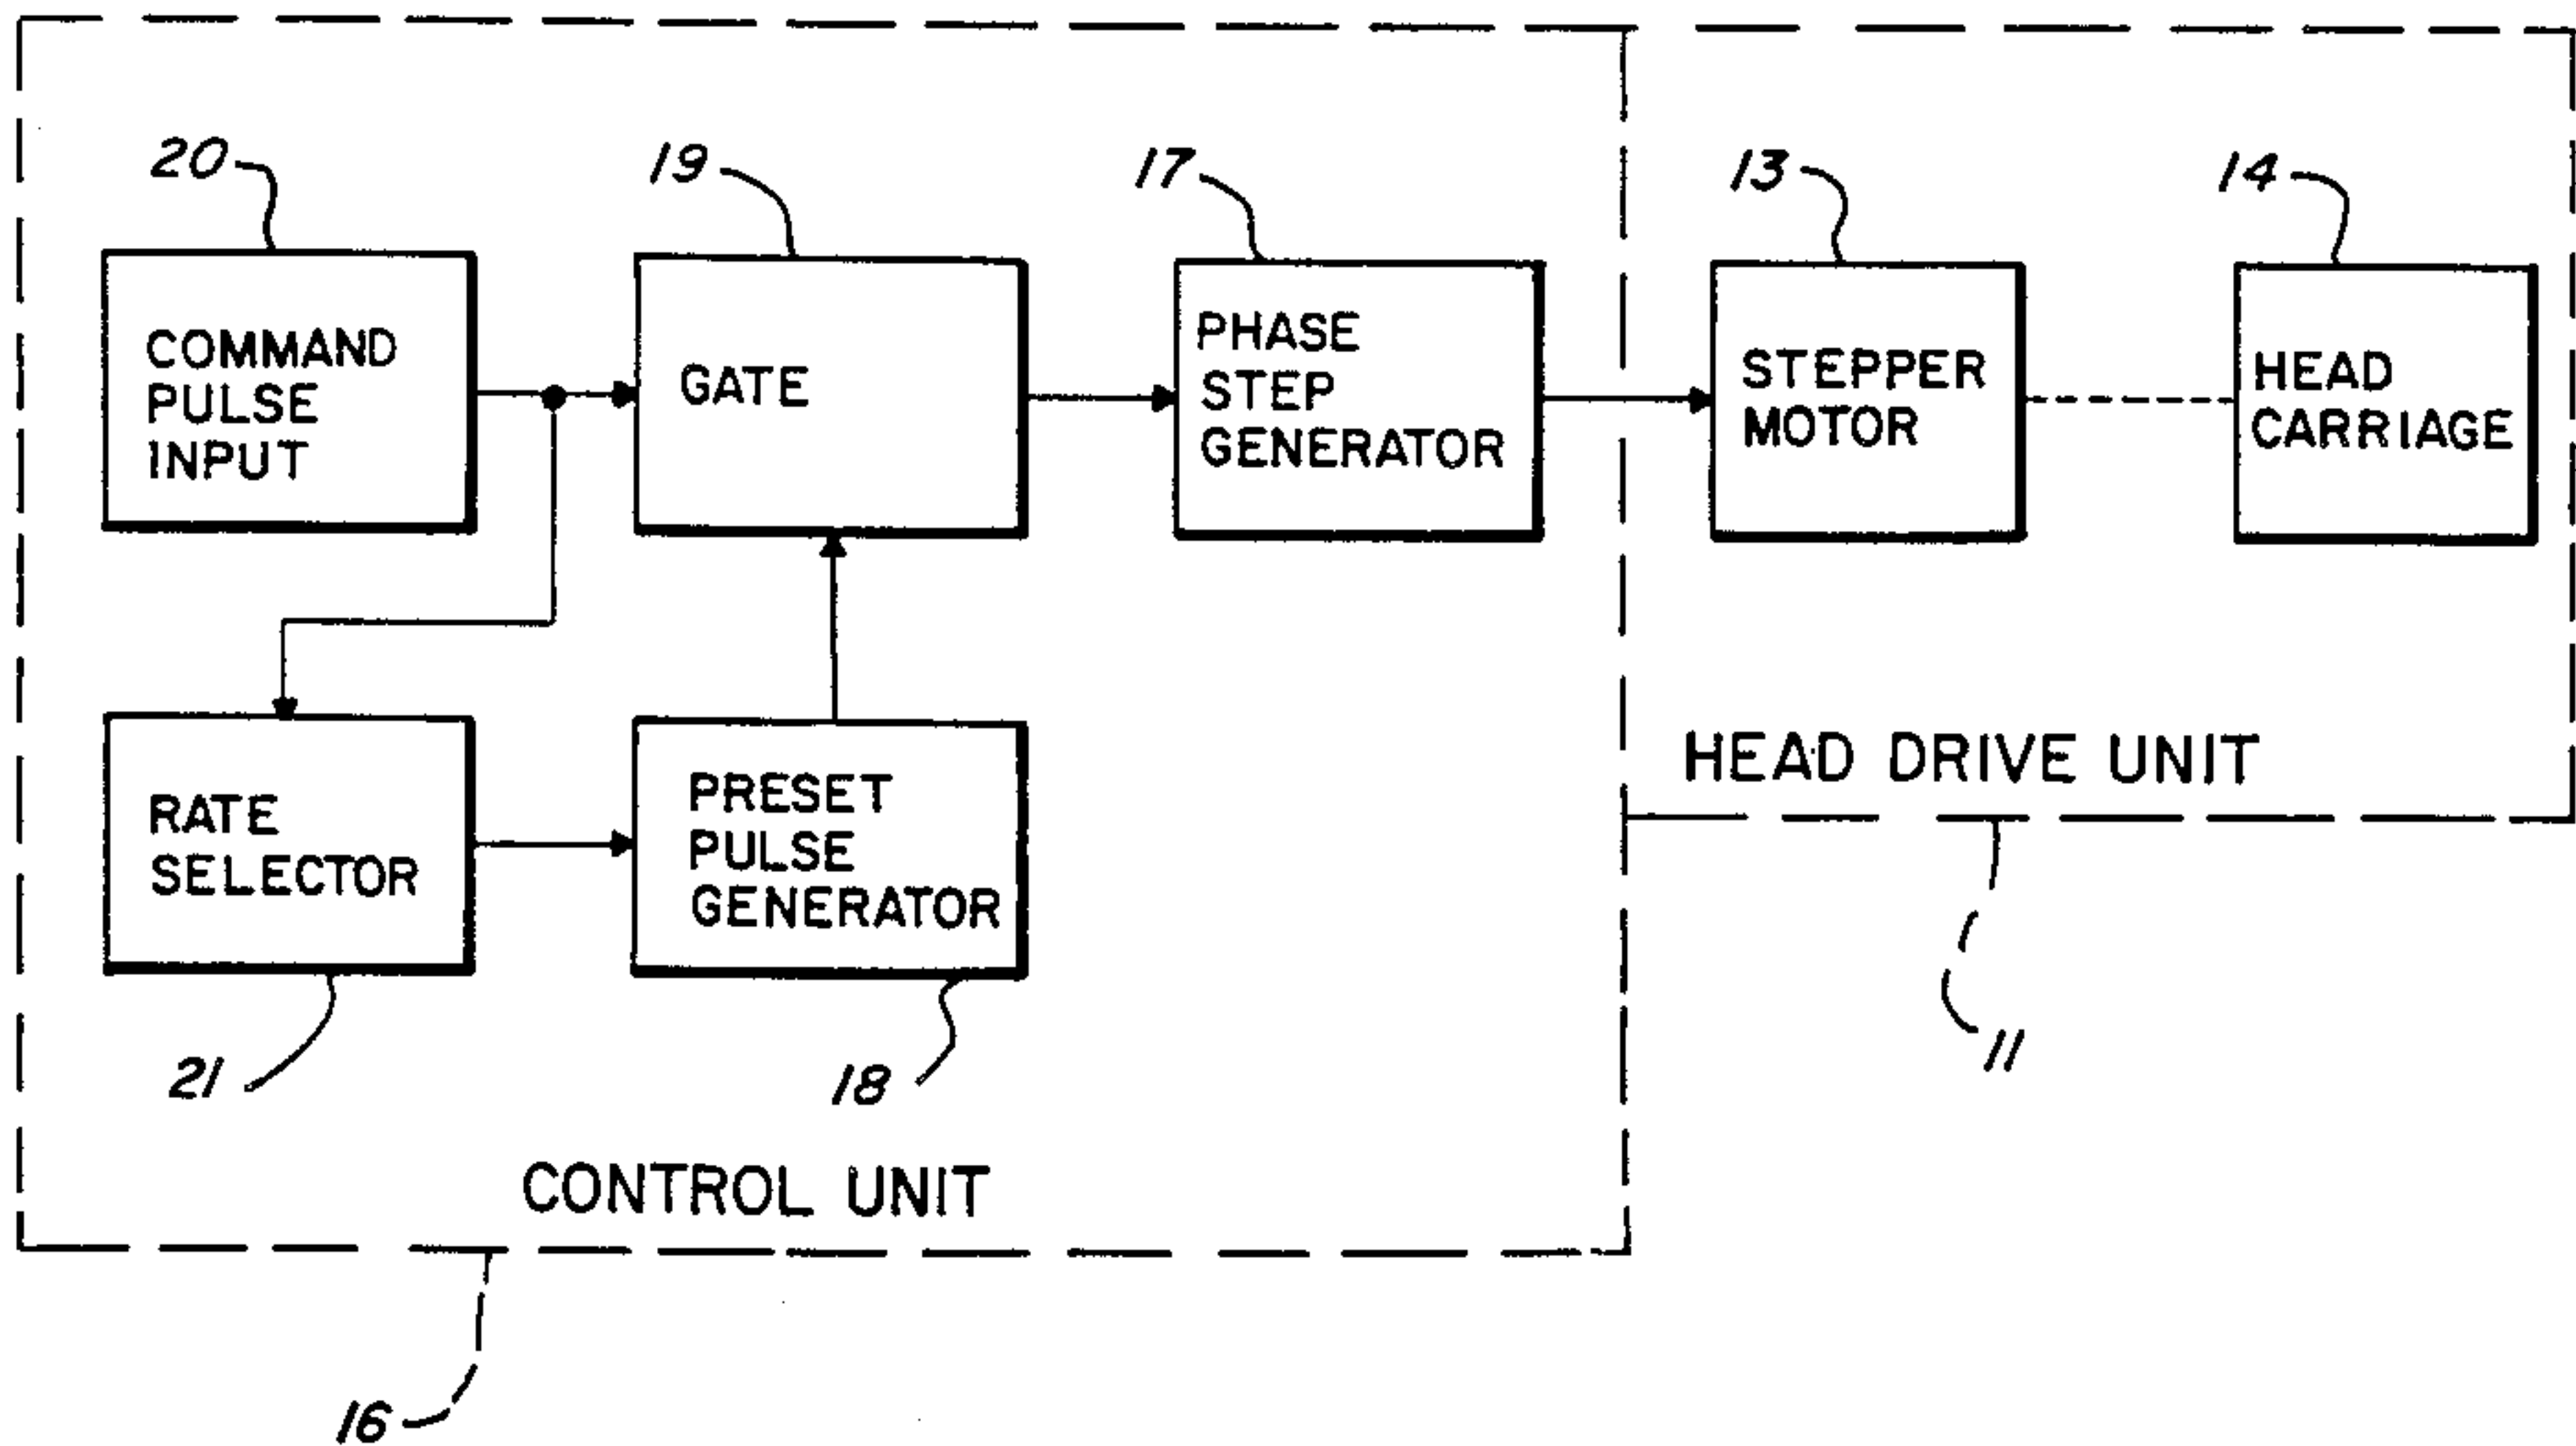 20
19
17
13
14
COMMAND
PULSE
INPUT
GATE
PHASE
STEP
GENERATOR
STEPPER
MOTOR
HEAD
CARRIAGE
RATE
SELECTOR
PRESET
PULSE
GENERATOR
HEAD DRIVE UNIT
21
18
11
CONTROL UNIT
16